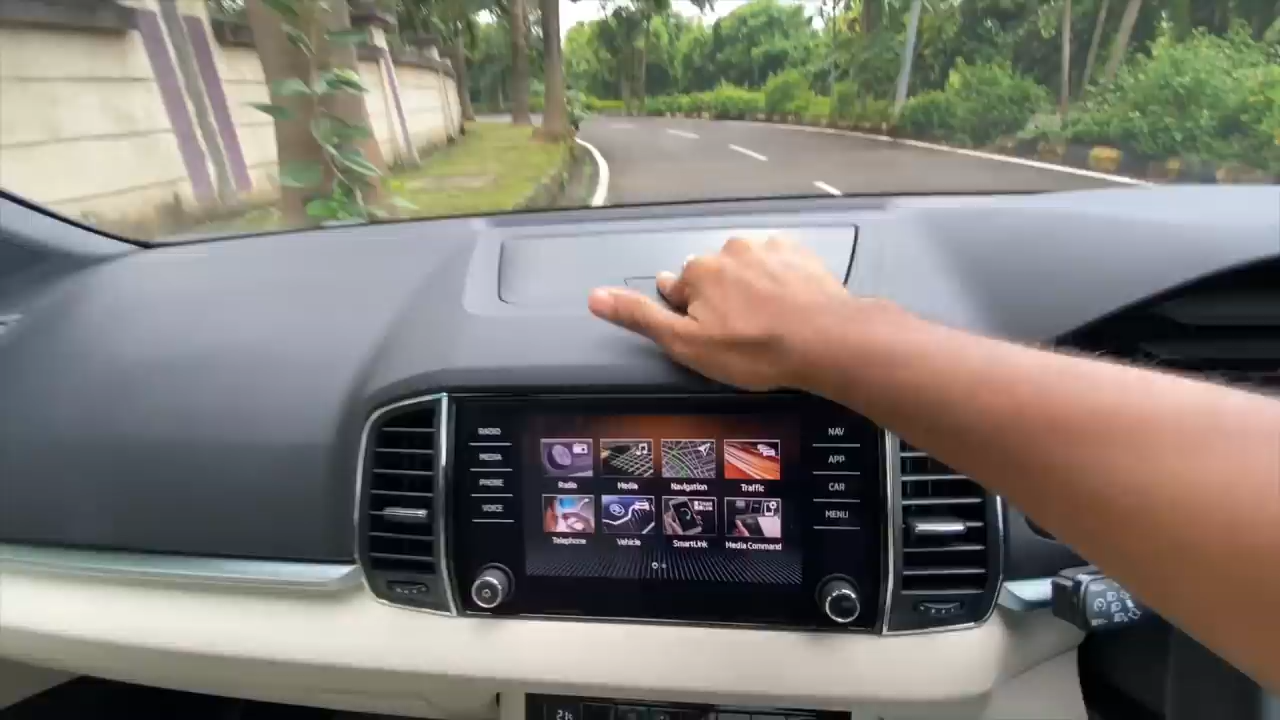 RADIO
MEDIA
PHONE
VOICE
Radio
Media
Navigation
Traffic
Telephone
Vehicle
SmartLink
Media Command
NAV
APP
CAR
MENU